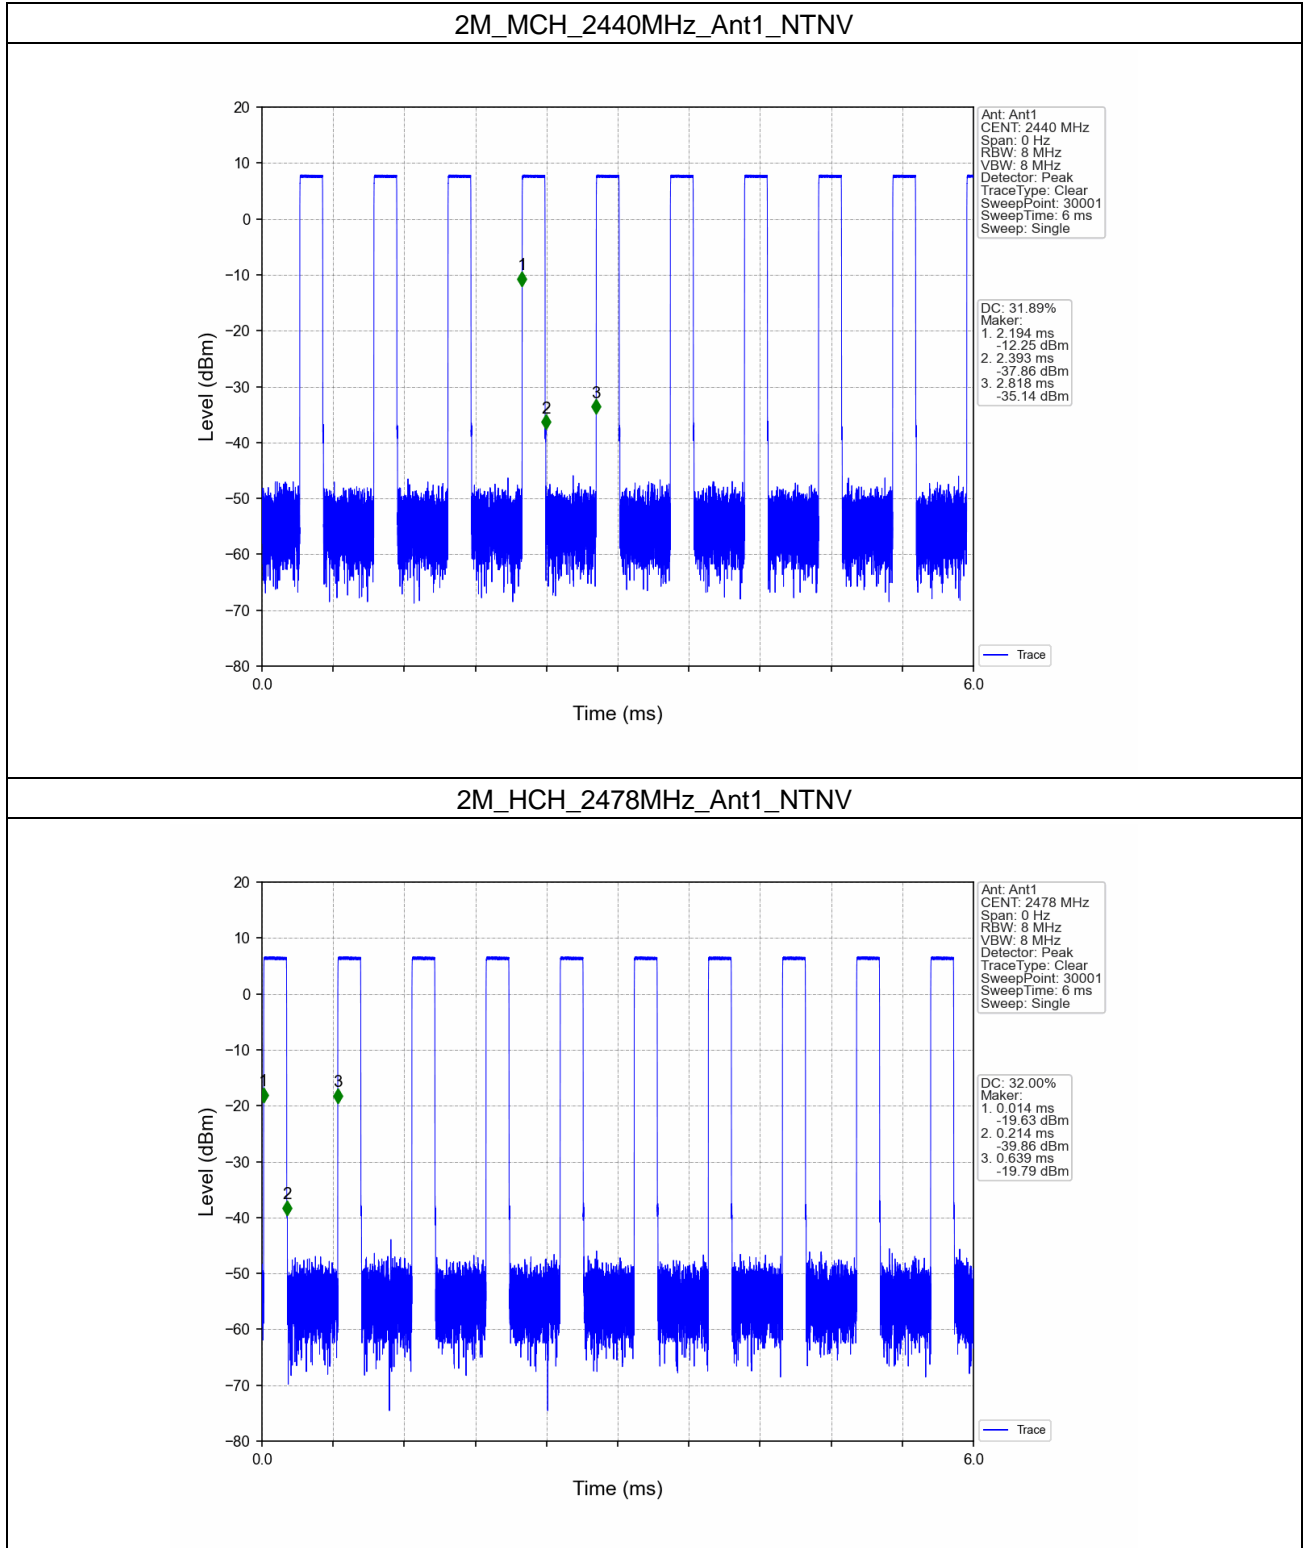 2M_MCH_2440MHz_Ant1_NTNV
20
10
0
−10
−20
−30
−40
−50
−60
−70
−80
Level (dBm)
1
2
3
0.0
6.0
Time (ms)
Ant: Ant1
CENT: 2440 MHz
Span: 0 Hz
RBW: 8 MHz
VBW: 8 MHz
Detector: Peak
TraceType: Clear
SweepPoint: 30001
SweepTime: 6 ms
Sweep: Single
DC: 31.89%
Maker:
1. 2.194 ms
-12.25 dBm
2. 2.393 ms
-37.86 dBm
3. 2.818 ms
-35.14 dBm
Trace
2M_HCH_2478MHz_Ant1_NTNV
20
10
0
−10
−20
−30
−40
−50
−60
−70
−80
Level (dBm)
1
2
3
0.0
6.0
Time (ms)
Ant: Ant1
CENT: 2478 MHz
Span: 0 Hz
RBW: 8 MHz
VBW: 8 MHz
Detector: Peak
TraceType: Clear
SweepPoint: 30001
SweepTime: 6 ms
Sweep: Single
DC: 32.00%
Maker:
1. 0.014 ms
-19.63 dBm
2. 0.214 ms
-39.86 dBm
3. 0.639 ms
-19.79 dBm
Trace